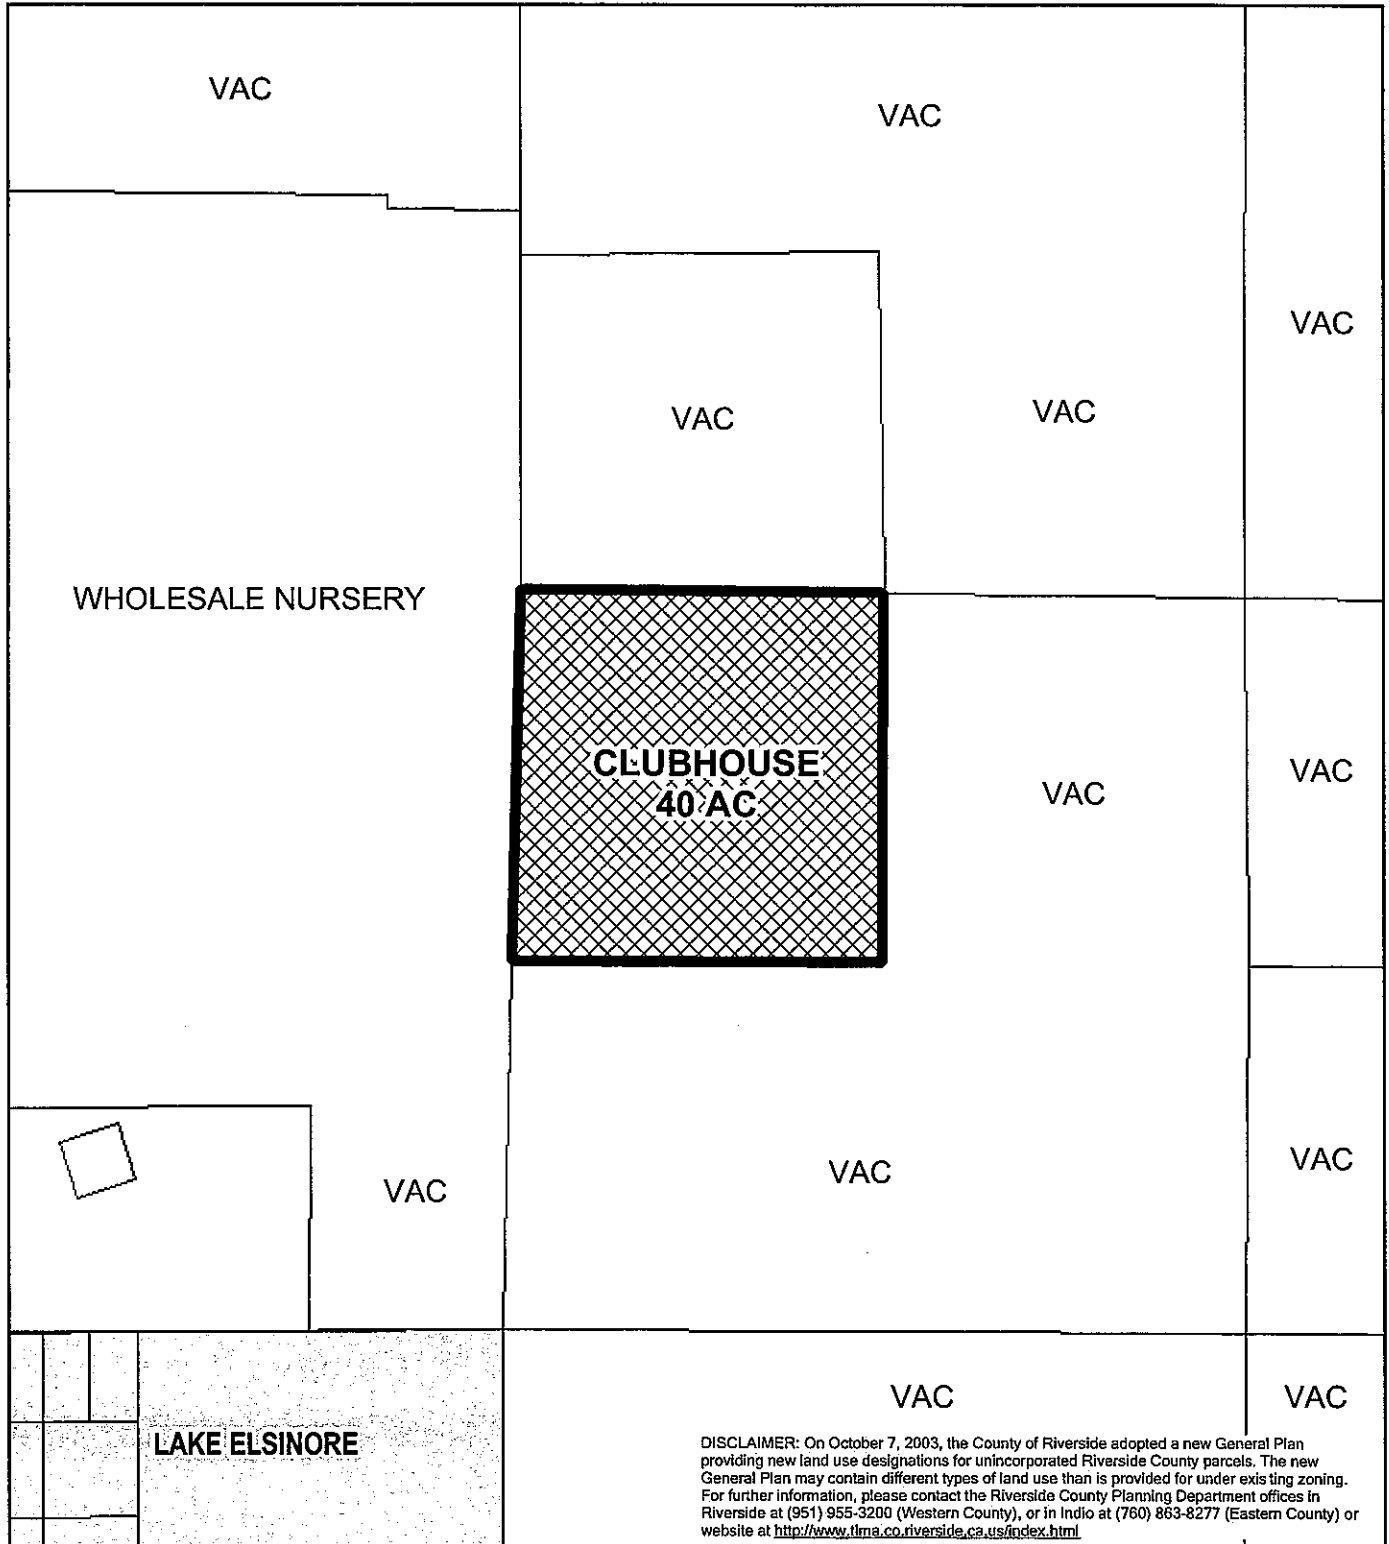 VAC
VAC
VAC
VAC
VAC
WHOLESALE NURSERY
CLUBHOUSE
40 AC
VAC
VAC
VAC
VAC
VAC
VAC
VAC
LAKE ELSINORE
DISCLAIMER: On October 7, 2003, the County of Riverside adopted a new General Plan
providing new land use designations for unincorporated Riverside County parcels. The new
General Plan may contain different types of land use than is provided for under existing zoning.
For further information, please contact the Riverside County Planning Department offices in
Riverside at (951) 955-3200 (Western County), or in Indio at (760) 863-8277 (Eastern County) or
website at http://www.tlma.co.riverside.ca.us/index.html